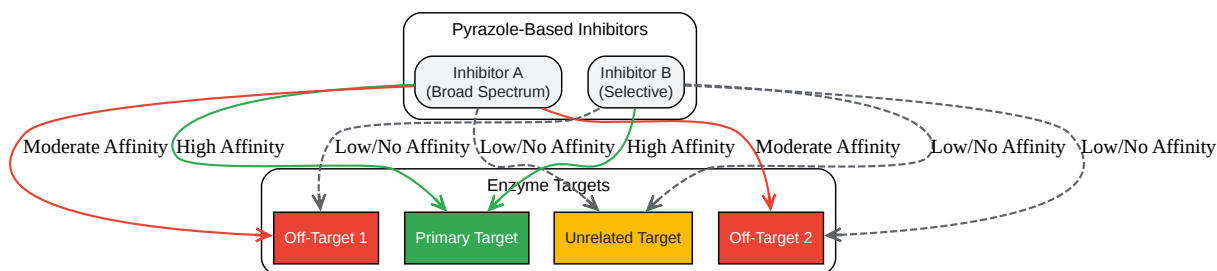 Pyrazole-Based Inhibitors
Inhibitor A
(Broad Spectrum)
Inhibitor B
(Selective)
Moderate Affinity
High Affinity
Low/No Affinity
Low/No Affinity
High Affinity
Moderate Affinity
Low/No Affinity
Low/No Affinity
Enzyme Targets
Off-Target 1
Primary Target
Unrelated Target
Off-Target 2